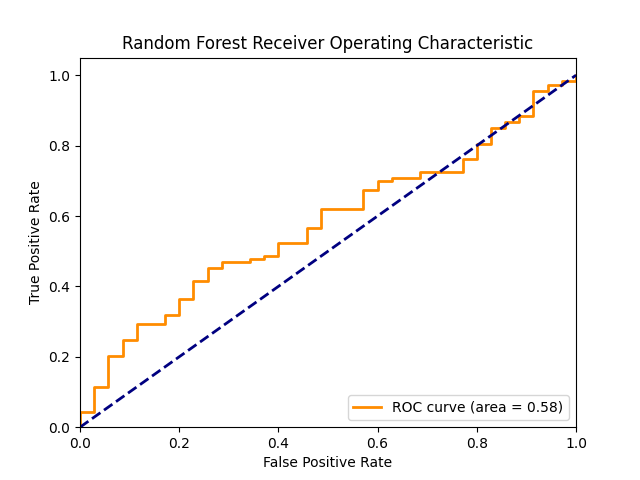 Random Forest Receiver Operating Characteristic
1.0
0.8
0.6
0.4
0.2
0.0
True Positive Rate
ROC curve (area = 0.58)
0.0 0.2 0.4 0.6 0.8 1.0
False Positive Rate